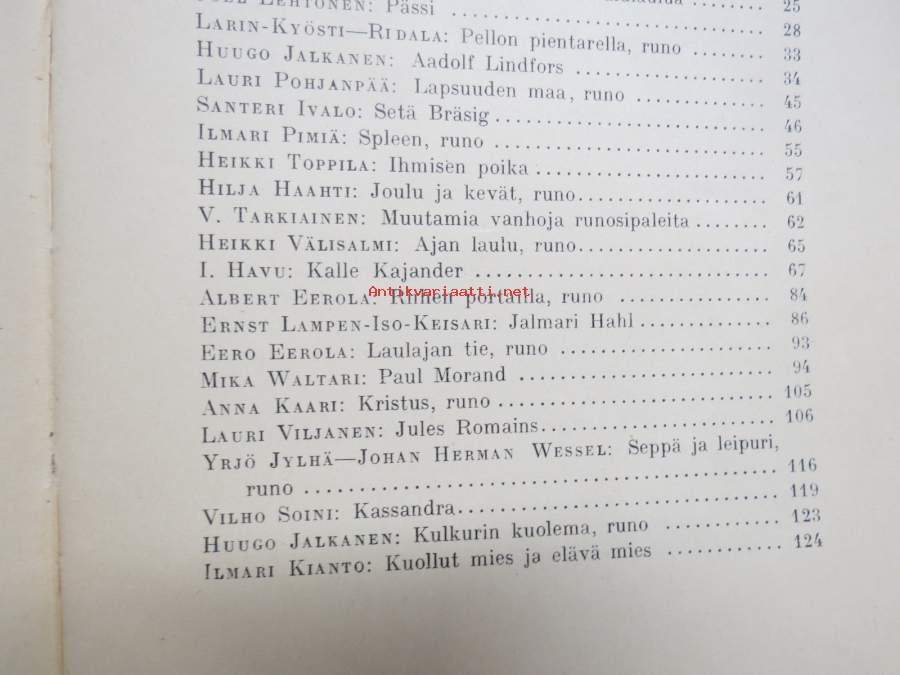 LEHTONEN: Pässi .......... 25
LARIN-KYÖSTI—RIDALA: Pellon pientarella, runo .......... 28
HUUGO JALKANEN: Aadolf Lindfors .......... 33
LAURI POHJANPÄÄ: Lapsuuden maa, runo .......... 34
SANTERI IVALO: Setä Bräsig .......... 45
ILMARI PIMIÄ: Spleen, runo .......... 46
HEIKKI TOPPILA: Ihmisen poika .......... 55
HILJA HAAHTI: Joulu ja kevät, runo .......... 57
V. TARKIAINEN: Muutamia vanhoja runosipaleita .......... 61
HEIKKI VÄLISALMI: Ajan laulu, runo .......... 62
I. HAVU: Kalle Kajander .......... 65
ALBERT EEROLA: Riihen portailla, runo .......... 67
Antikvariaatti.net
ERNST LAMPEN-ISO-KEISARI: Jalmari Hahl .......... 84
EERO EEROLA: Laulajan tie, runo .......... 86
MIKA WALTARI: Paul Morand .......... 93
ANNA KAARI: Kristus, runo .......... 94
LAURI VILJANEN: Jules Romains .......... 105
YRJÖ JYLHÄ—JOHAN HERMAN WESSEL: Seppä ja leipuri, 106
runo .......... 116
VILHO SOINI: Kassandra .......... 119
HUUGO JALKANEN: Kulkurin kuolema, runo .......... 123
ILMARI KIANTO: Kuollut mies ja elävä mies .......... 124